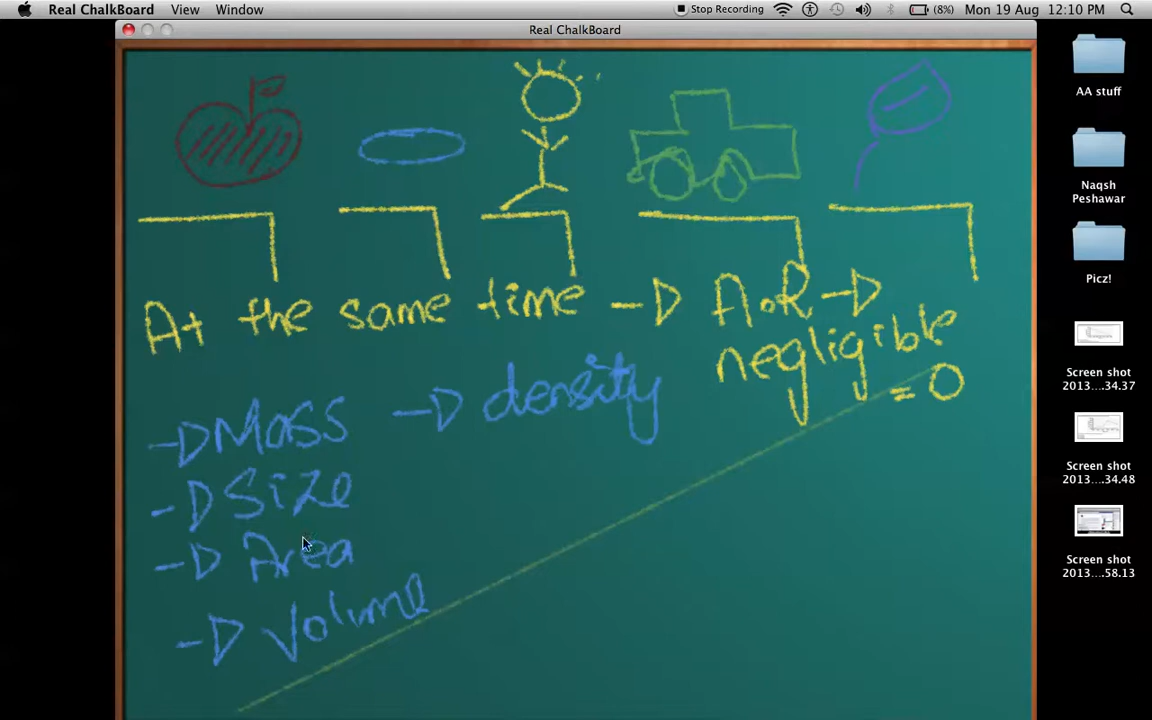 Real ChalkBoard View Window Stop Recording (8%) Mon 19 Aug 12:10 PM
Real ChalkBoard
At the same time → A.R →
negligible
= 0
→ Mass → density
→ Size
→ Area
→ Volume
AA stuff
Naqsh
Peshawar
Picz!
Screen shot
2013...34.37
Screen shot
2013...34.48
Screen shot
2013...58.13